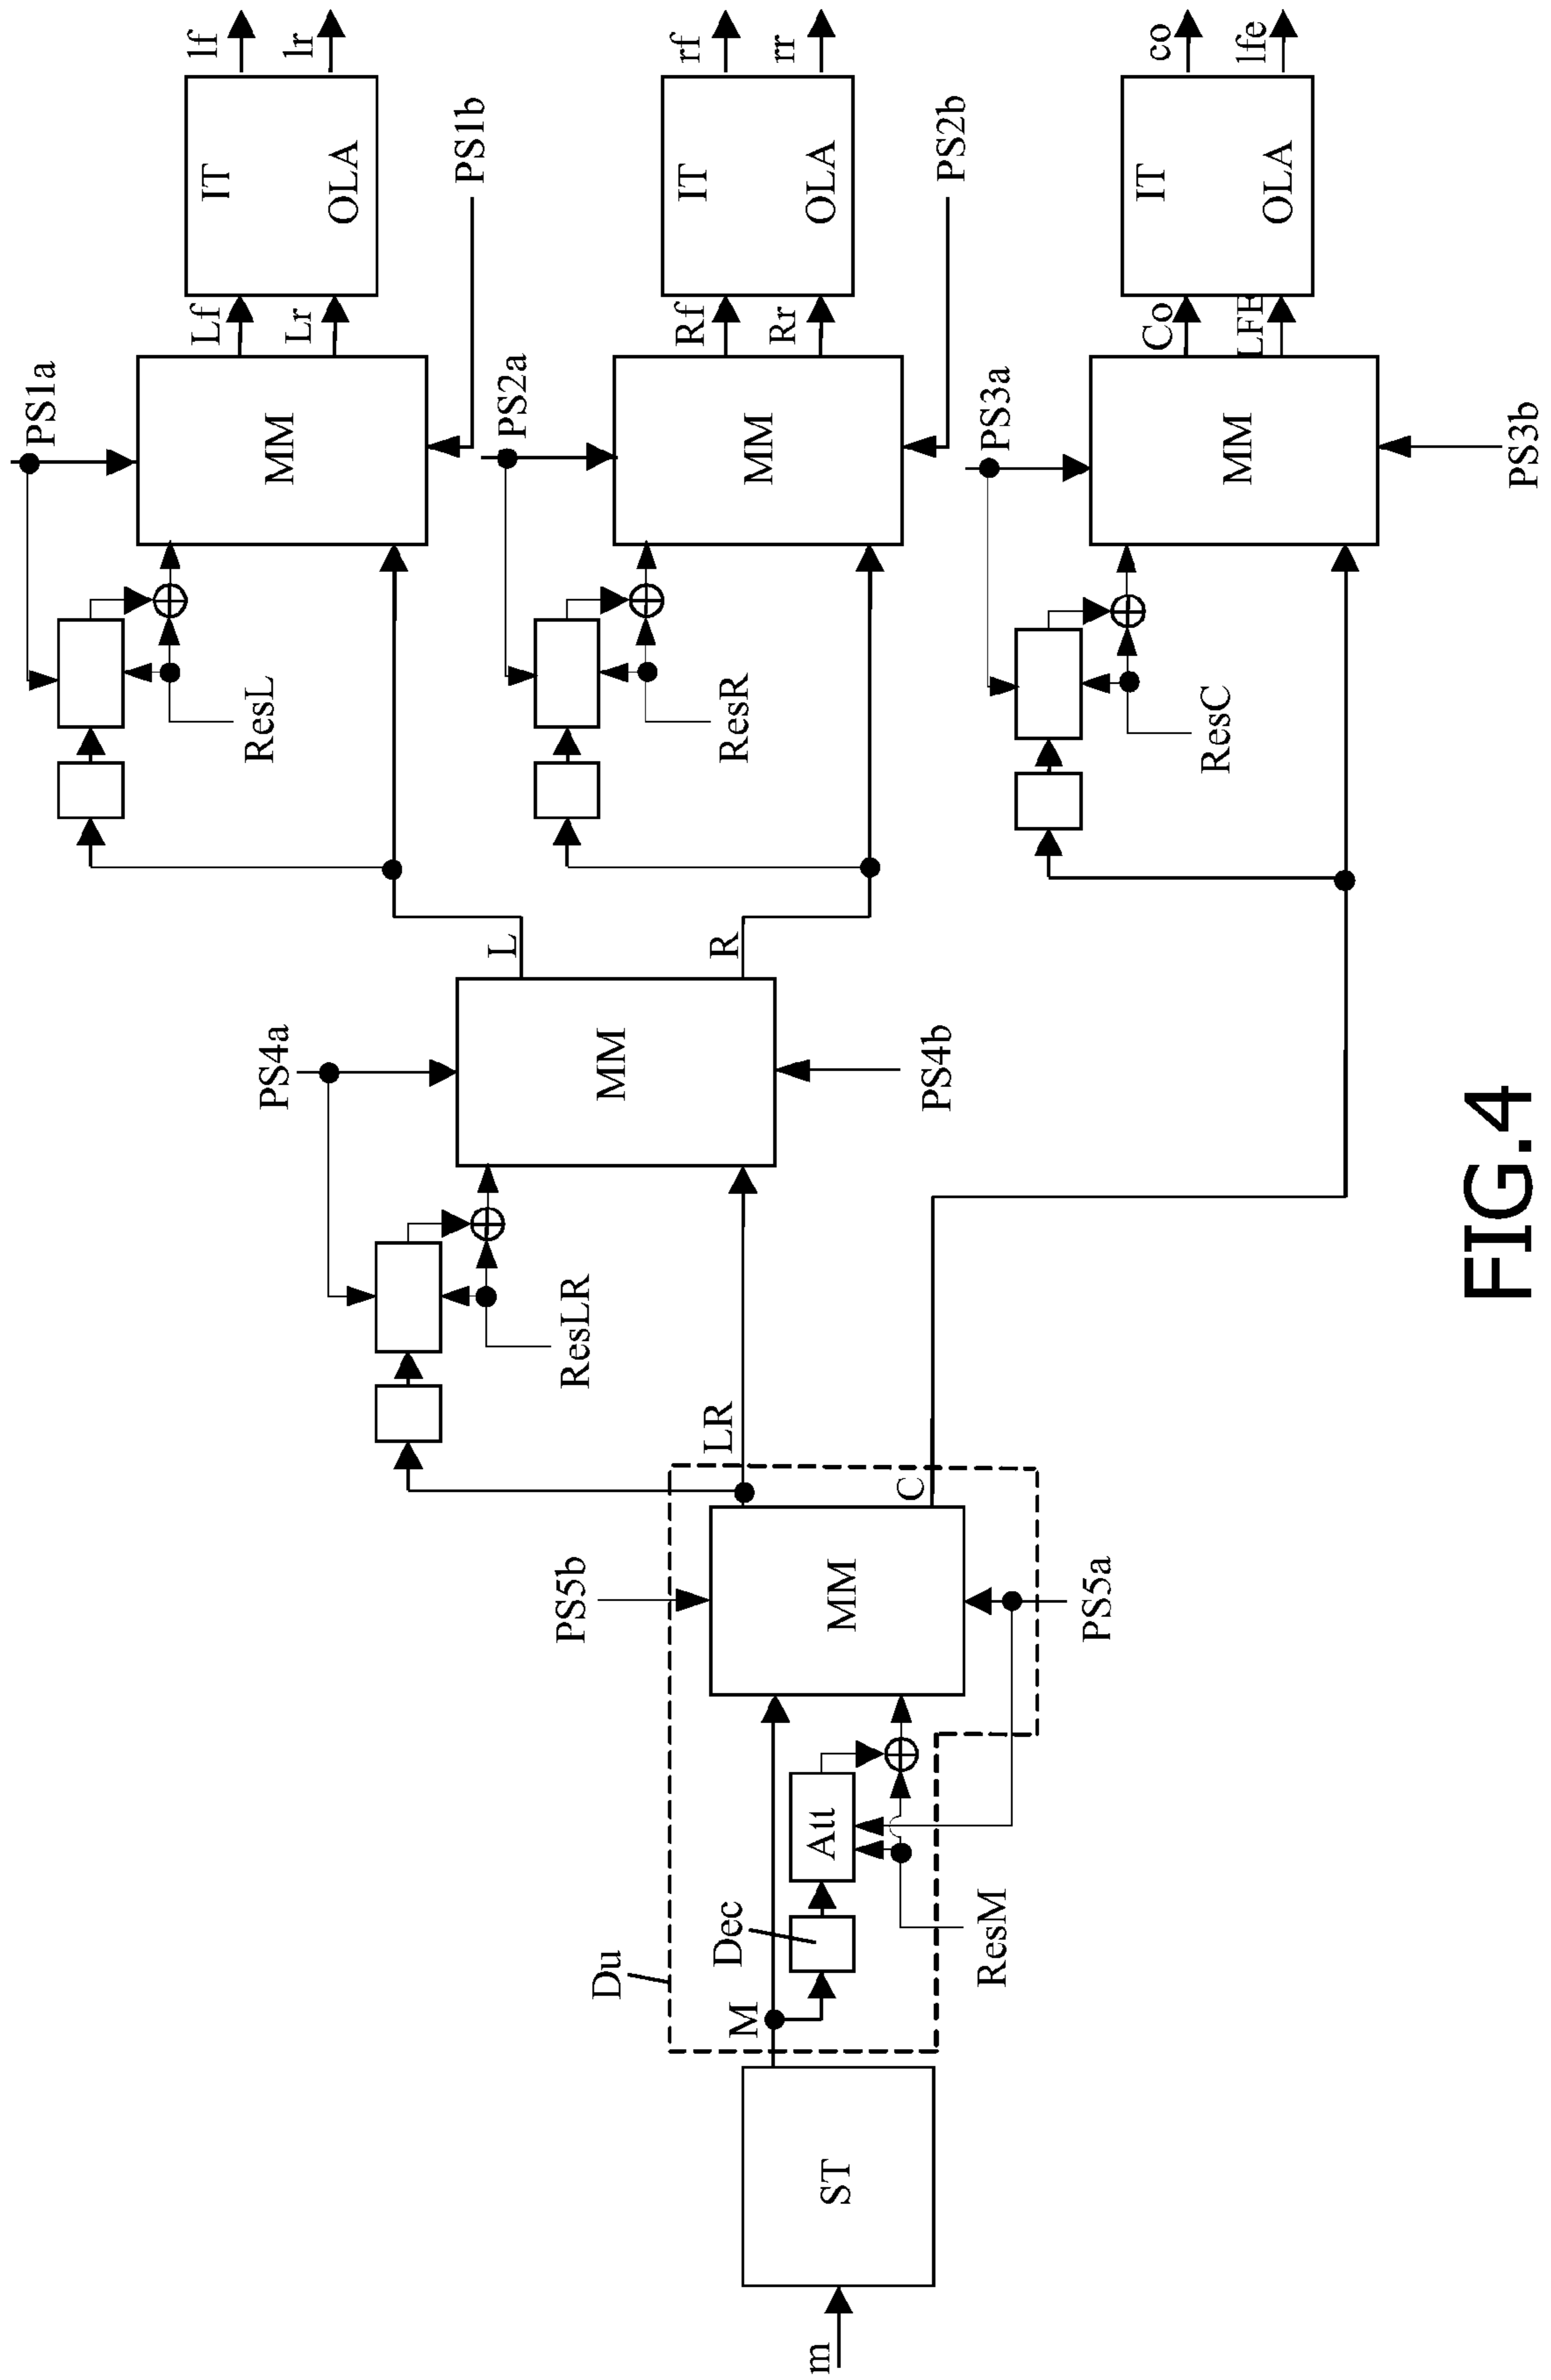 m
ST
M
Du
Dec
Att
ResM
PS5b
MM
PS5a
LR
C
ResLR
PS4a
MM
PS4b
L
R
ResL
PS1a
MM
PS1b
Lf
Lr
IT
OLA
lf
lr
ResR
PS2a
MM
PS2b
Rf
Rr
IT
OLA
rf
rr
ResC
PS3a
MM
PS3b
Co
LFE
IT
OLA
co
lfe
FIG.4